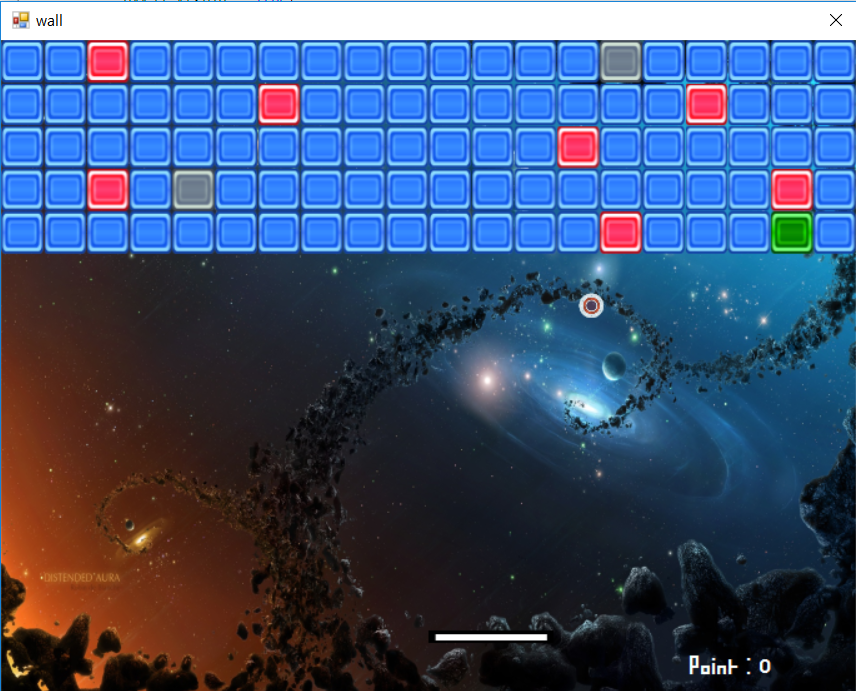 wall
DISTENDED AURA
Point : 0